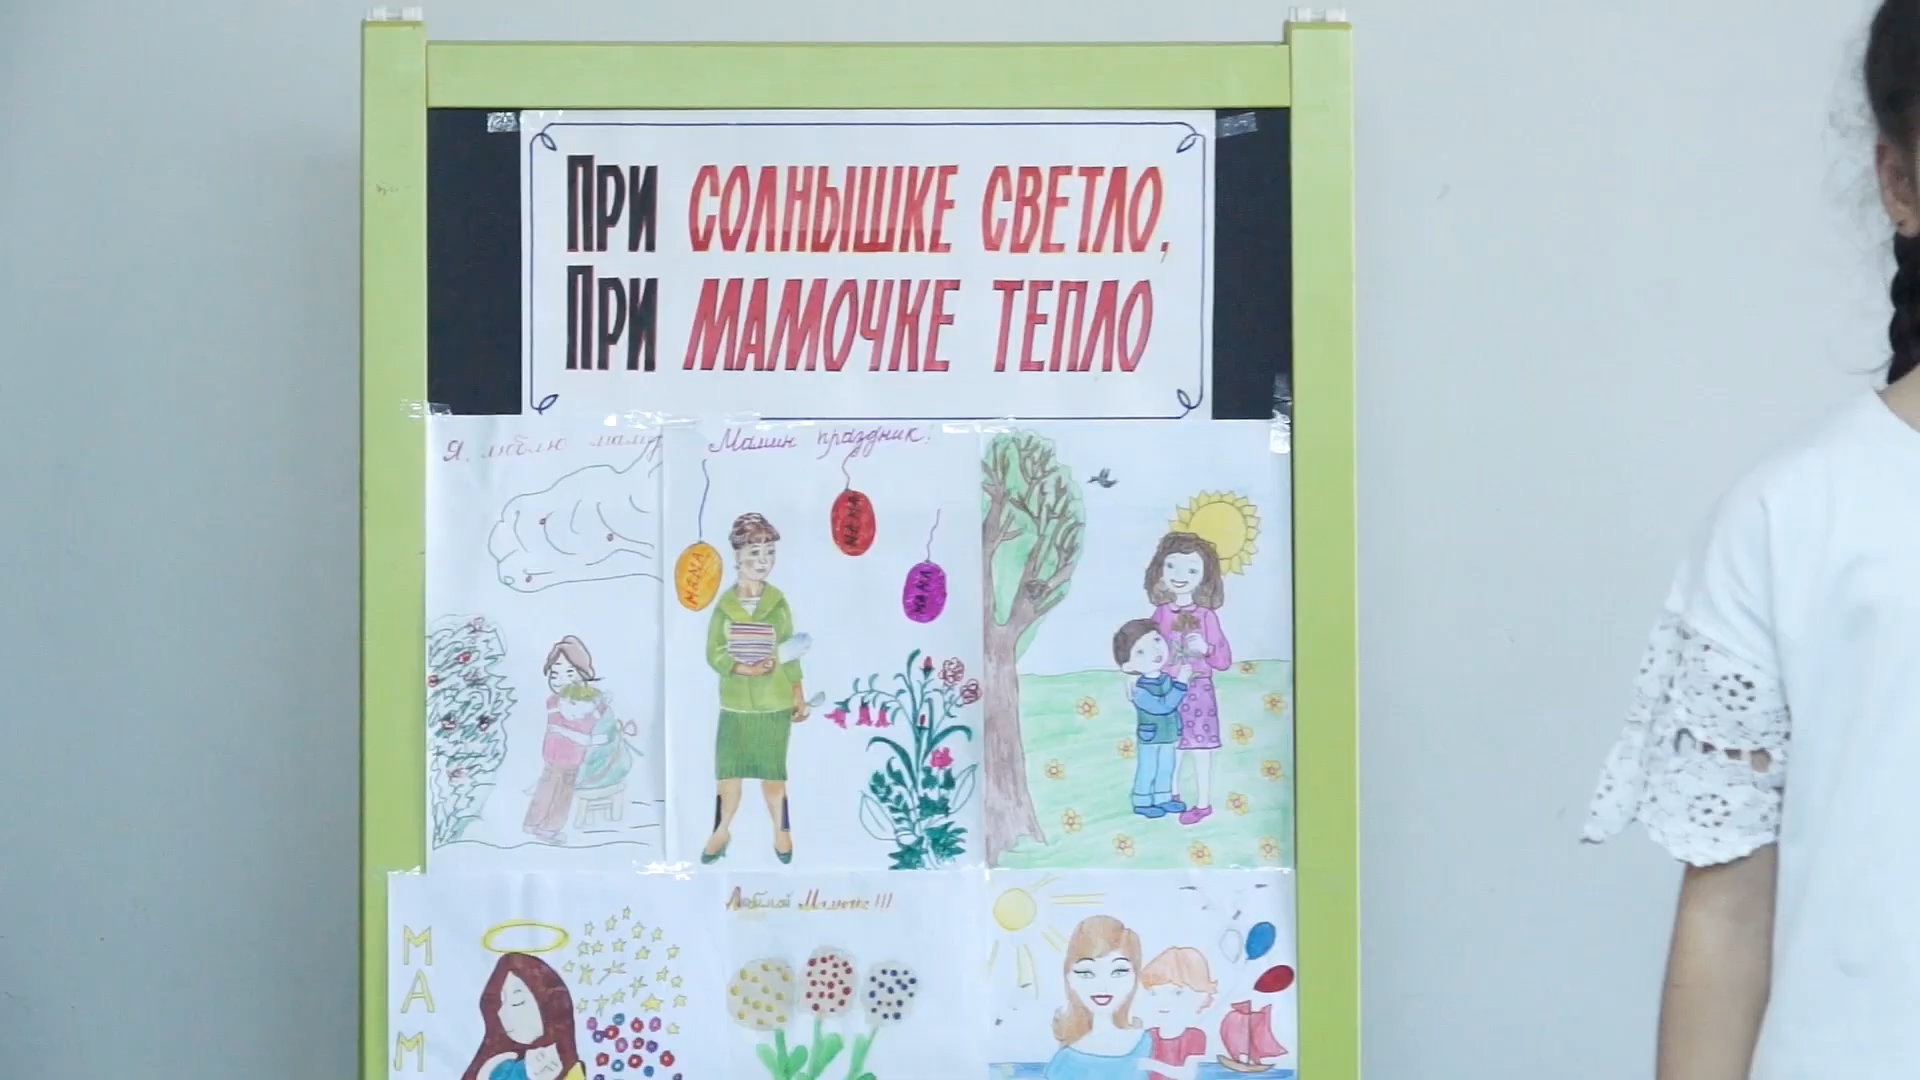 ПРИ СОЛНЫШКЕ СВЕТЛО,
ПРИ МАМОЧКЕ ТЕПЛО
Я люблю маму
Мамин праздник!
МАМА
МАМА
МАМА
МАМ
Любимой Мамочке!!!